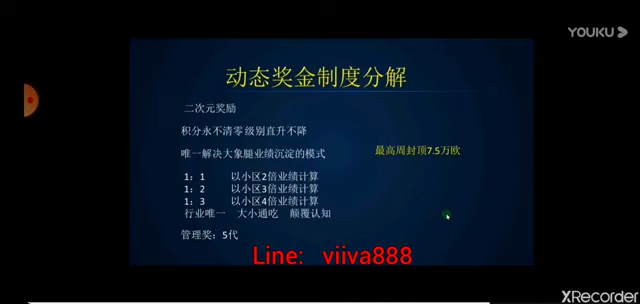 YOUKU
动态奖金制度分解
二次元奖励
积分永不清零级别直升不降
唯一解决大象腿业绩沉淀的模式
最高周封顶7.5万欧
1：1 以小区2倍业绩计算
1：2 以小区3倍业绩计算
1：3 以小区4倍业绩计算
行业唯一 大小通吃 颠覆认知
管理奖：5代
Line: viiva888
XRecorder